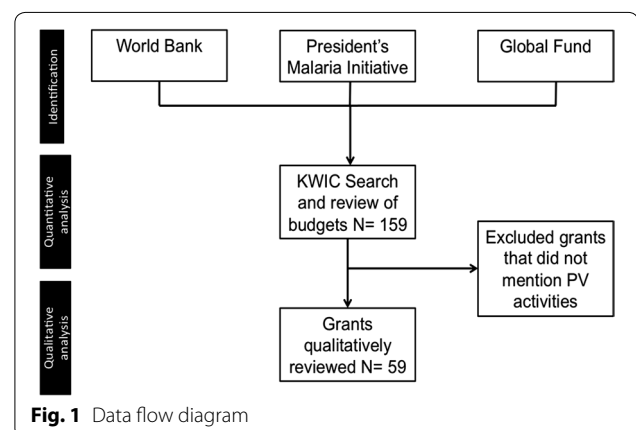 Identification
World Bank
President's
Malaria Initiative
Global Fund
Quantitative
analysis
KWIC Search
and review of
budgets N= 159
Excluded grants
that did not
mention PV
activities
Qualitative
analysis
Grants
qualitatively
reviewed N= 59
Fig. 1 Data flow diagram